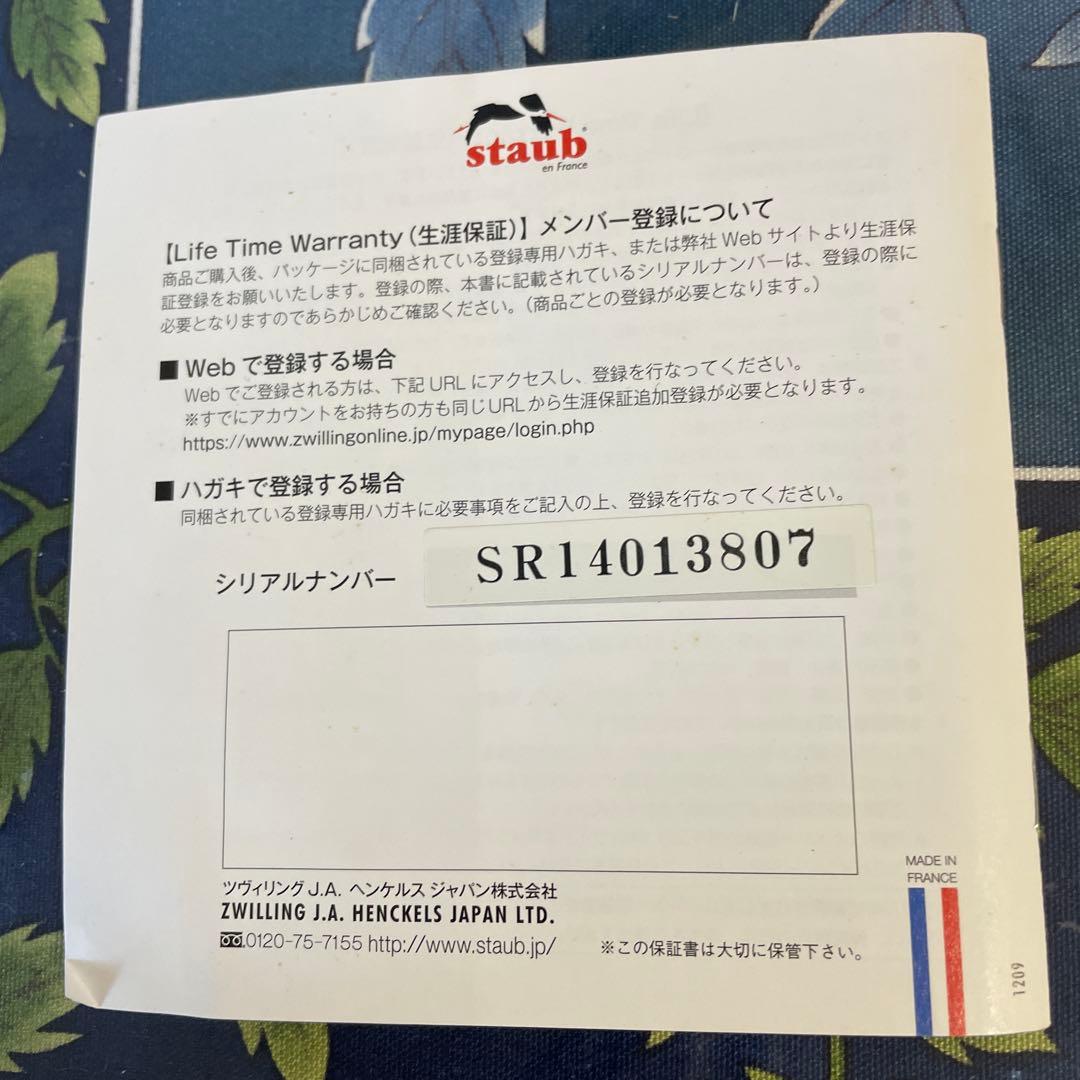 staub
en France
【Life Time Warranty（生涯保証）】メンバー登録について
商品ご購入後、パッケージに同梱されている登録専用ハガキ、または弊社 Web サイトより生涯保
証登録をお願いいたします。登録の際、本書に記載されているシリアルナンバーは、登録の際に
必要となりますのであらかじめご確認ください。（商品ごとの登録が必要となります。）
■ Web で登録する場合
Web でご登録される方は、下記 URL にアクセスし、登録を行なってください。
※すでにアカウントをお持ちの方も同じURLから生涯保証追加登録が必要となります。
https://www.zwillingonline.jp/mypage/login.php
■ ハガキで登録する場合
同梱されている登録専用ハガキに必要事項をご記入の上、登録を行なってください。
シリアルナンバー SR14013807
MADE IN
FRANCE
ツヴィリング J.A. ヘンケルス ジャパン株式会社
ZWILLING J.A. HENCKELS JAPAN LTD.
0120-75-7155 http://www.staub.jp/ ※この保証書は大切に保管下さい。
1209